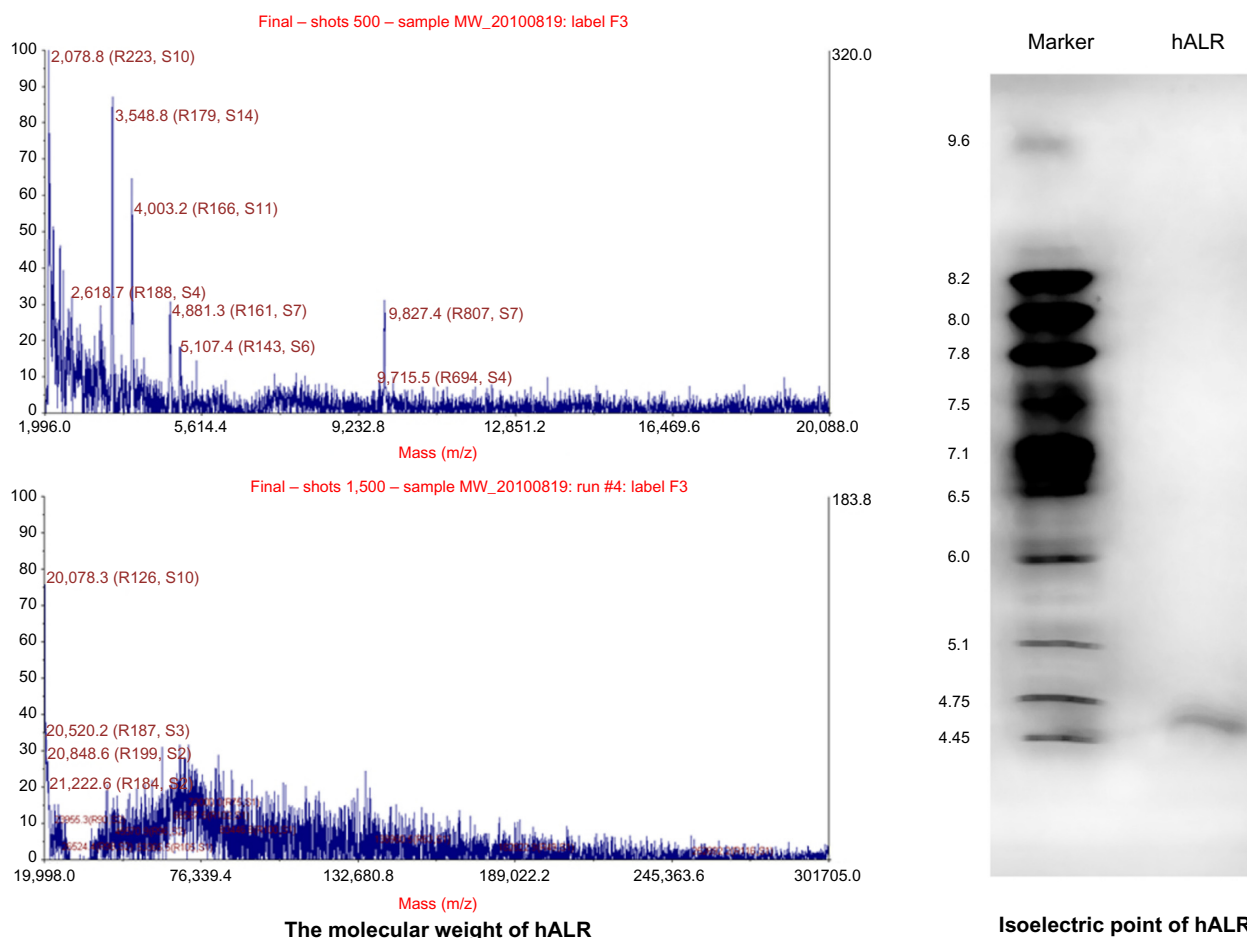 Final – shots 500 – sample MW_20100819: label F3
100
90
80
70
60
50
40
30
20
10
0
320.0
2,078.8 (R223, S10)
3,548.8 (R179, S14)
4,003.2 (R166, S11)
2,618.7 (R188, S4)
4,881.3 (R161, S7)
5,107.4 (R143, S6)
9,827.4 (R807, S7)
9,715.5 (R694, S4)
1,996.0 5,614.4 9,232.8 12,851.2 16,469.6 20,088.0
Mass (m/z)
Final – shots 1,500 – sample MW_20100819: run #4: label F3
100
90
80
70
60
50
40
30
20
10
0
183.8
20,078.3 (R126, S10)
20,520.2 (R187, S3)
20,848.6 (R199, S2)
21,222.6 (R184, S2)
19,998.0 76,339.4 132,680.8 189,022.2 245,363.6 301705.0
Mass (m/z)
The molecular weight of hALR
Marker hALR
9.6
8.2
8.0
7.8
7.5
7.1
6.5
6.0
5.1
4.75
4.45
Isoelectric point of hALR